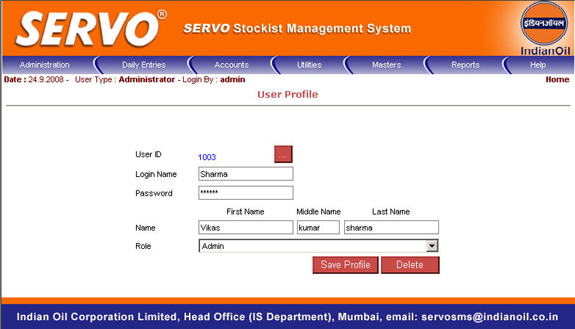 SERVO® SERVO Stockist Management System
इंडियनऑयल
IndianOil
Administration Daily Entries Accounts Utilities Masters Reports Help
Date : 24.9.2008 - User Type : Administrator - Login By : admin Home
User Profile
User ID 1003 ...
Login Name Sharma
Password ******
First Name Middle Name Last Name
Name Vikas kumar sharma
Role Admin
Save Profile Delete
Indian Oil Corporation Limited, Head Office (IS Department), Mumbai, email: servosms@indianoil.co.in